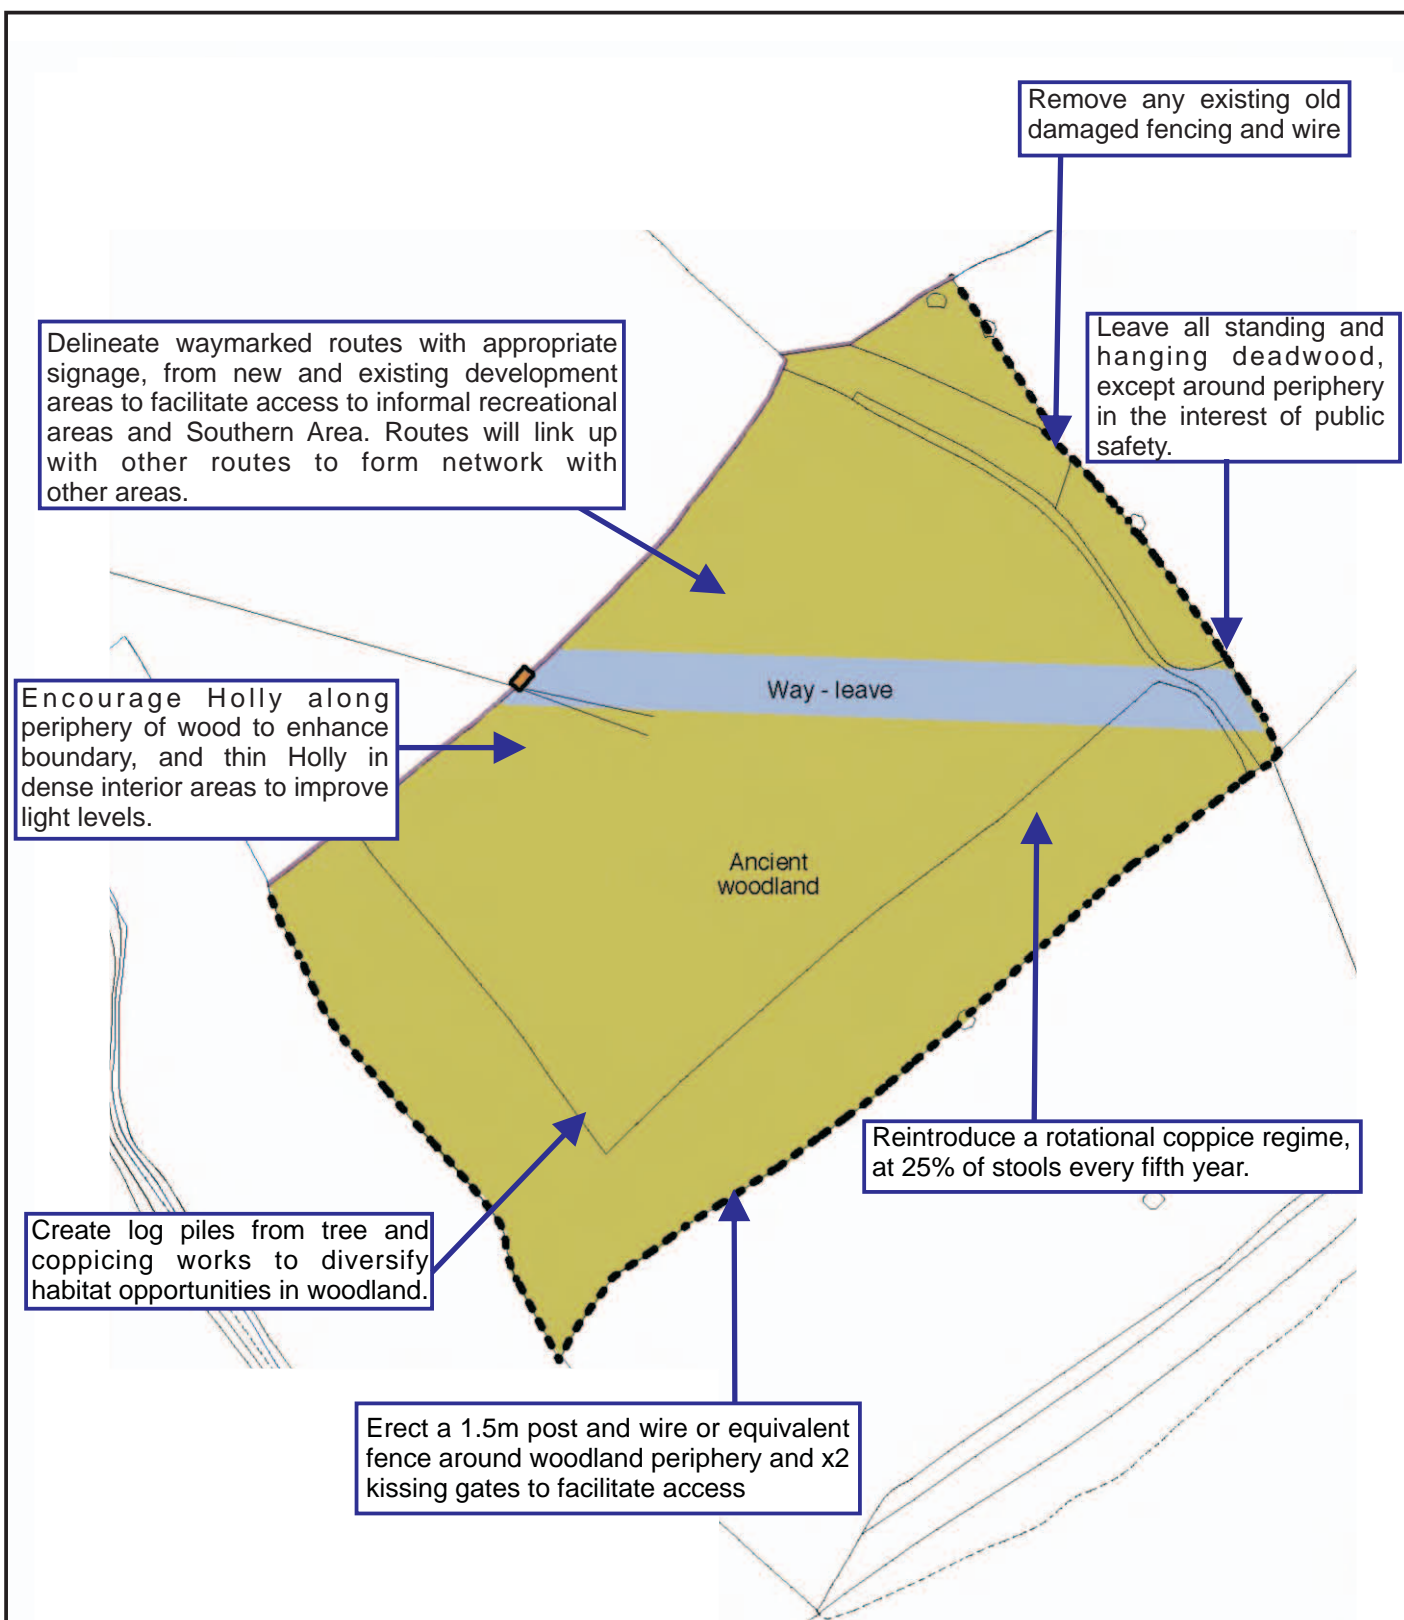 Remove any existing old
damaged fencing and wire
Leave all standing and
hanging deadwood,
except around periphery
in the interest of public
safety.
Delineate waymarked routes with appropriate
signage, from new and existing development
areas to facilitate access to informal recreational
areas and Southern Area. Routes will link up
with other routes to form network with
other areas.
Way - leave
Encourage Holly along
periphery of wood to enhance
boundary, and thin Holly in
dense interior areas to improve
light levels.
Ancient
woodland
Reintroduce a rotational coppice regime,
at 25% of stools every fifth year.
Create log piles from tree and
coppicing works to diversify
habitat opportunities in woodland.
Erect a 1.5m post and wire or equivalent
fence around woodland periphery and x2
kissing gates to facilitate access